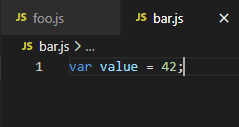 JS foo.js JS bar.js ×
JS bar.js > ...
1 var value = 42;